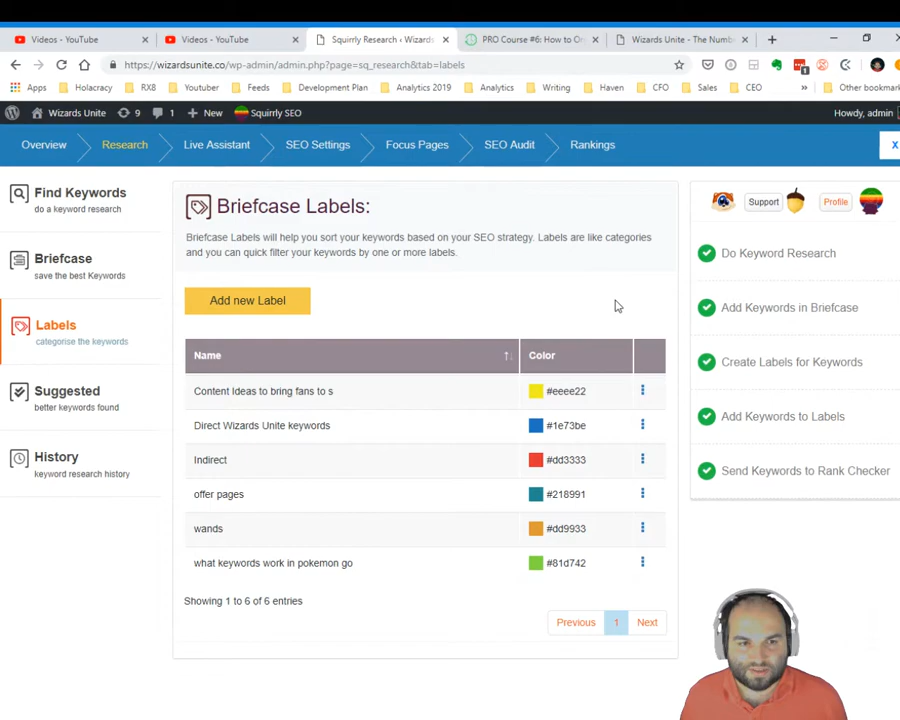 Videos - YouTube
Videos - YouTube
Squirrly Research ‹ Wizards
PRO Course #6: How to Or
Wizards Unite - The Numb
https://wizardsunite.co/wp-admin/admin.php?page=sq_research&tab=labels
1
Apps
Holacracy
RX8
Youtuber
Feeds
Development Plan
Analytics 2019
Analytics
Writing
Haven
CFO
Sales
CEO
»
Other bookmark
Wizards Unite
9
New
Squirrly SEO
Howdy, admin
Overview
Research
Live Assistant
SEO Settings
Focus Pages
SEO Audit
Rankings
X
Find Keywords
do a keyword research
Briefcase
save the best Keywords
Labels
categorise the keywords
Suggested
better keywords found
History
keyword research history
Briefcase Labels:
Briefcase Labels will help you sort your keywords based on your SEO strategy. Labels are like categories
and you can quick filter your keywords by one or more labels.
Add new Label
Name
Color
Content Ideas to bring fans to s
#eeee22
Direct Wizards Unite keywords
#1e73be
Indirect
#dd3333
offer pages
#218991
wands
#dd9933
what keywords work in pokemon go
#81d742
Showing 1 to 6 of 6 entries
Previous
1
Next
Support
Profile
Do Keyword Research
Add Keywords in Briefcase
Create Labels for Keywords
Add Keywords to Labels
Send Keywords to Rank Checker